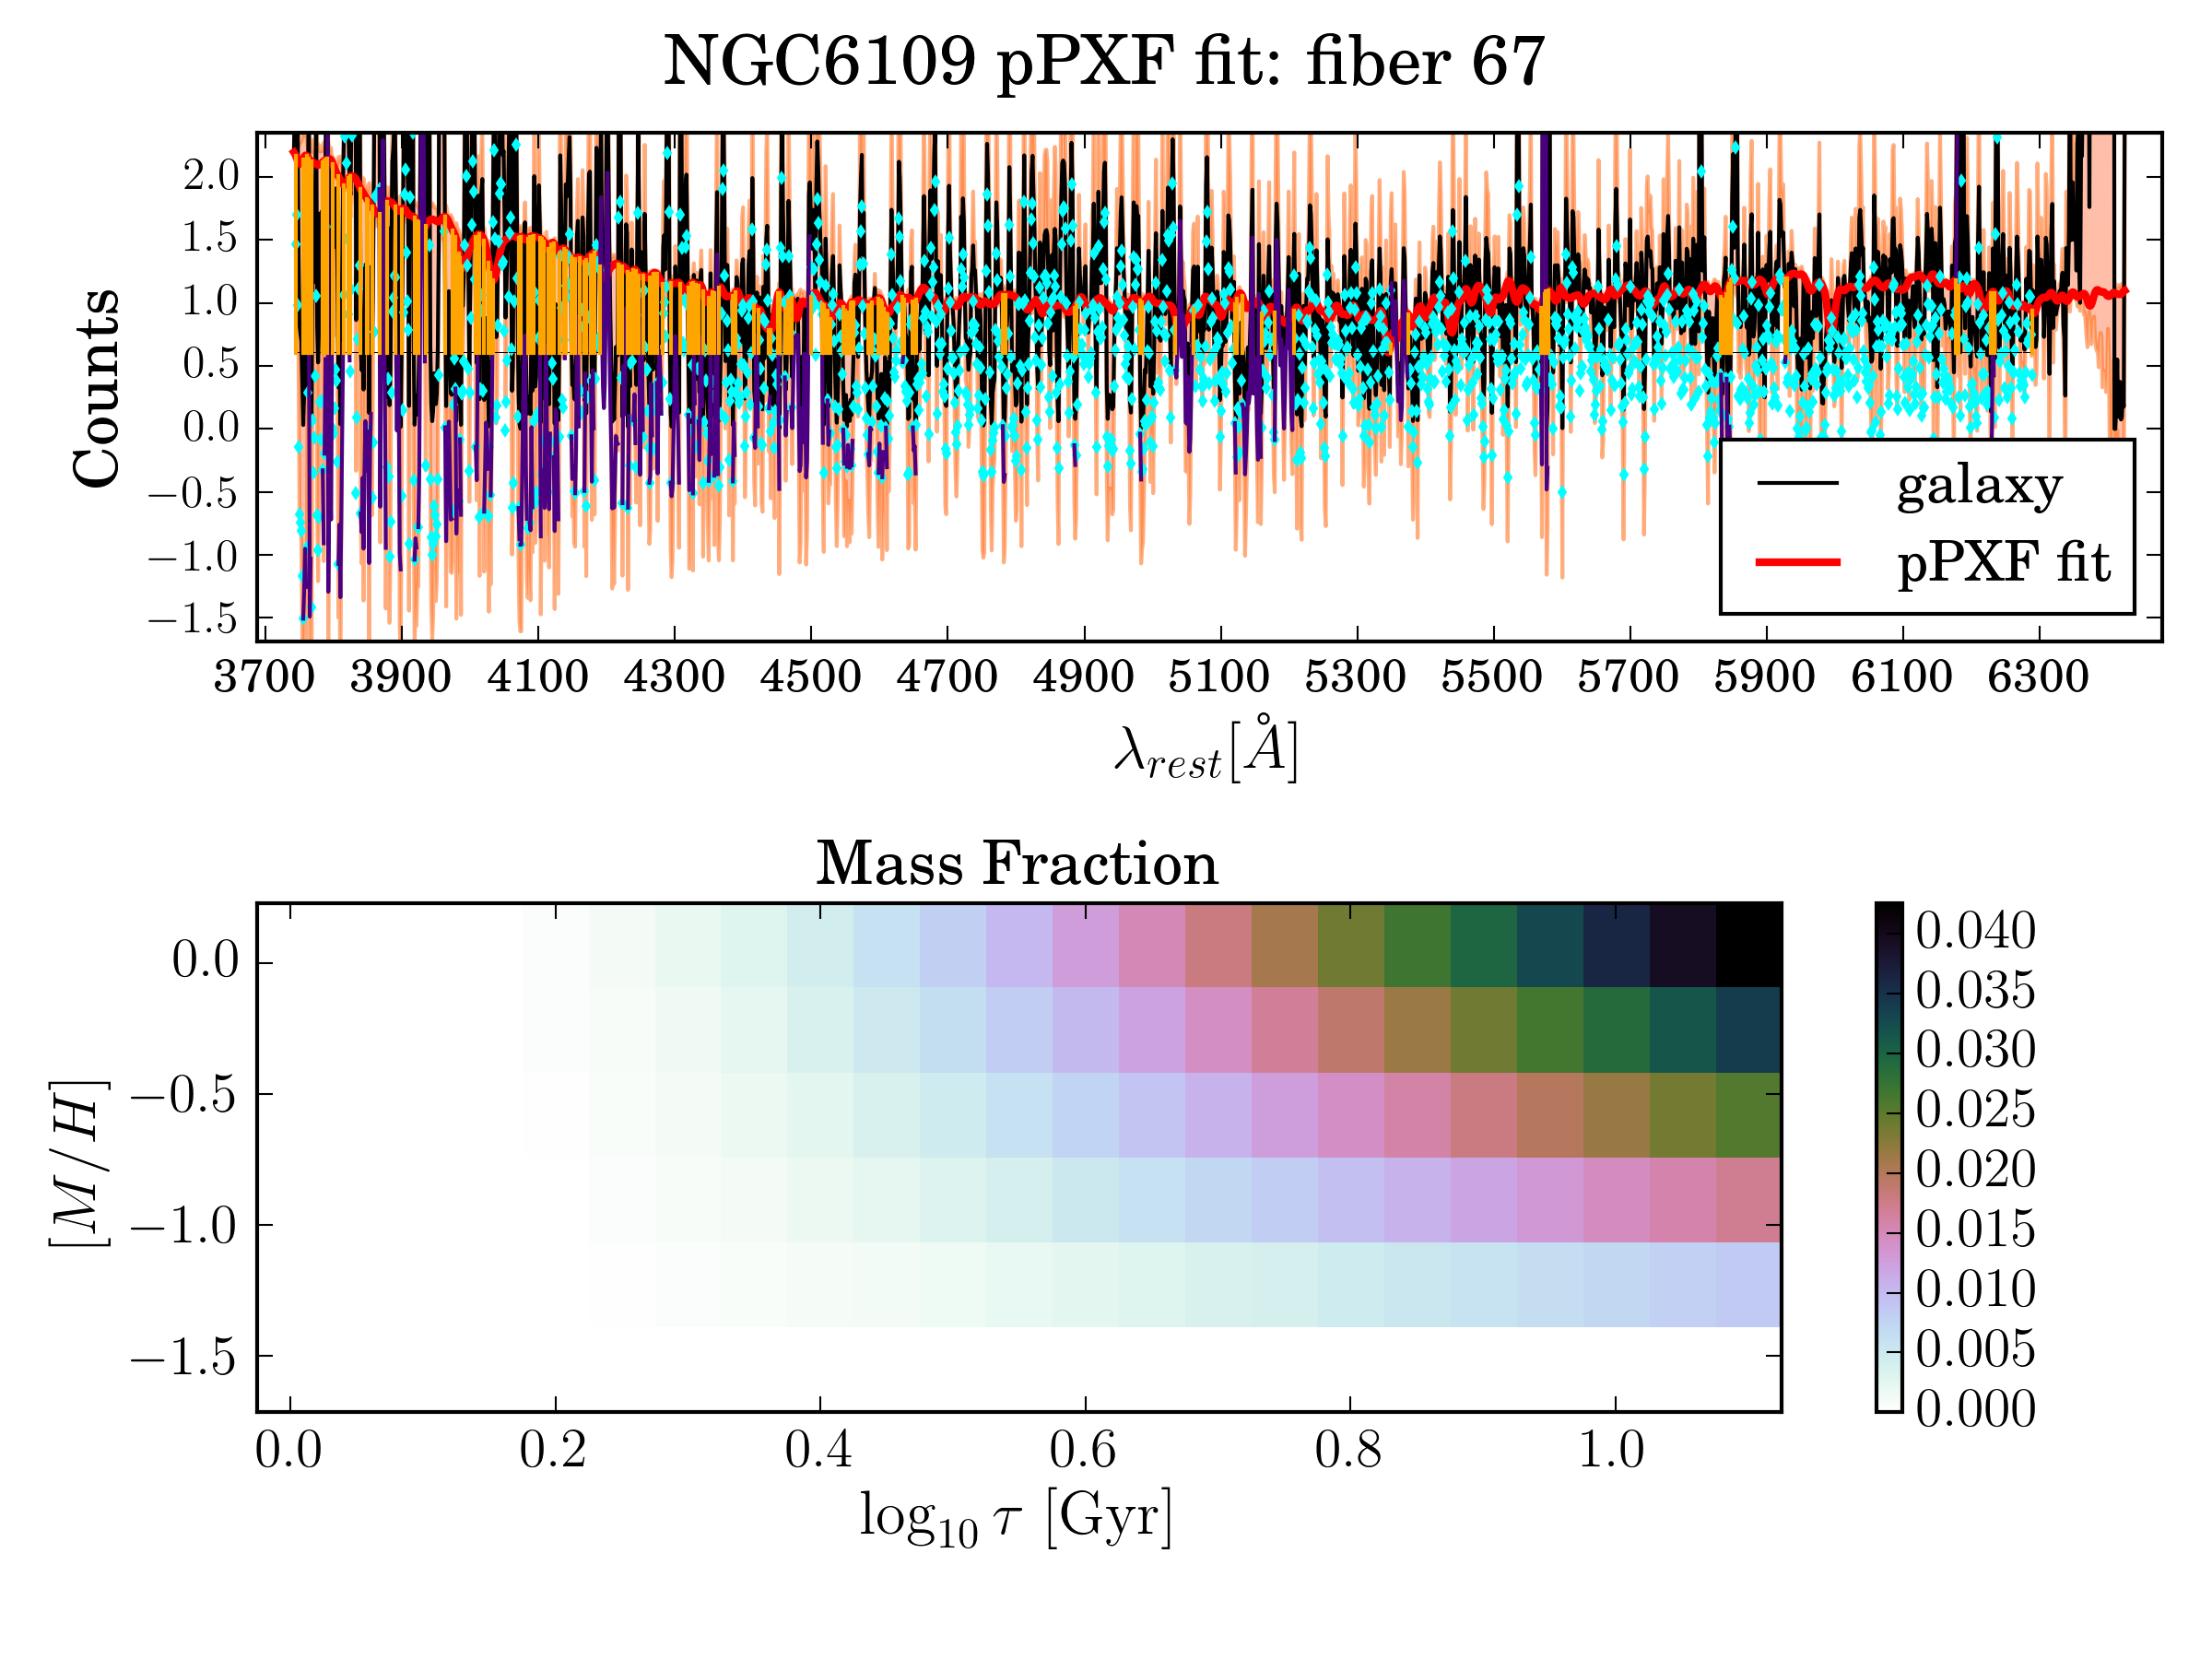 NGC6109 pPXF fit: fiber 67
2.0
1.5
1.0
0.5
0.0
−0.5
−1.0
−1.5
Counts
galaxy
pPXF fit
3700 3900 4100 4300 4500 4700 4900 5100 5300 5500 5700 5900 6100 6300
λrest[Å]
Mass Fraction
0.0
−0.5
−1.0
−1.5
[M/H]
0.040
0.035
0.030
0.025
0.020
0.015
0.010
0.005
0.000
0.0 0.2 0.4 0.6 0.8 1.0
log10 τ [Gyr]